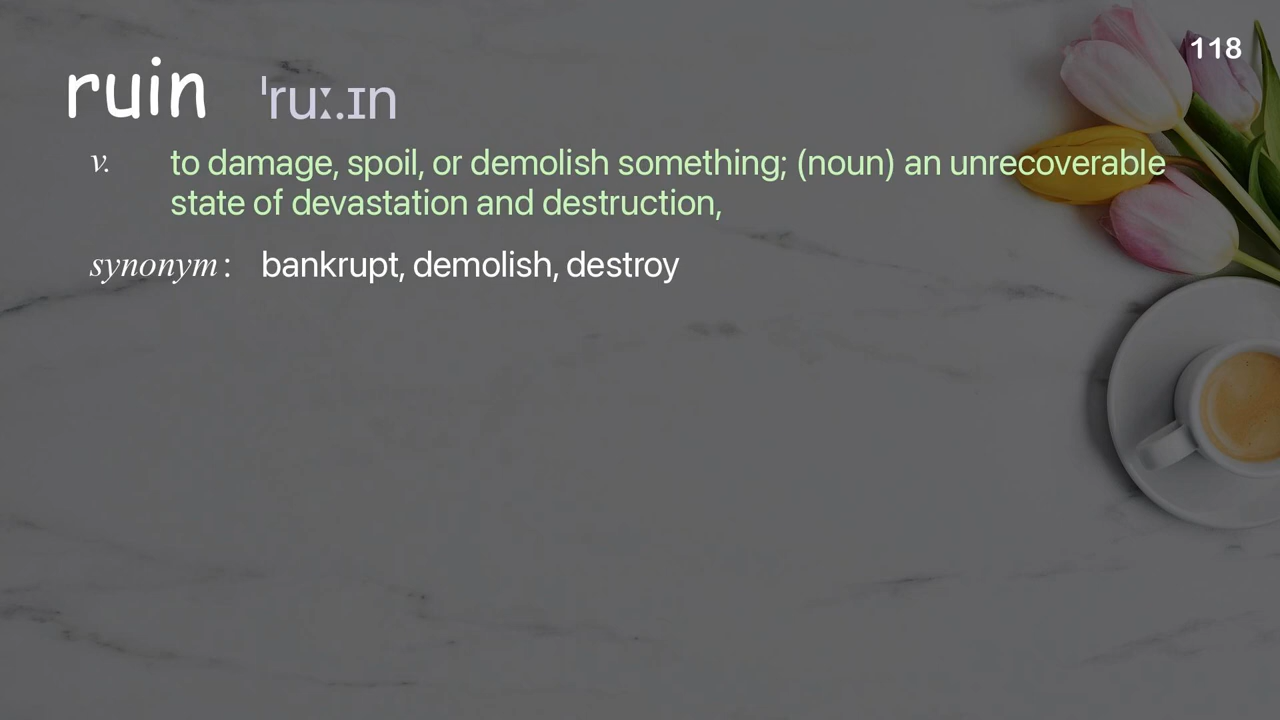 118
ruin ˈruː.ɪn
v. to damage, spoil, or demolish something; (noun) an unrecoverable
state of devastation and destruction,
synonym : bankrupt, demolish, destroy